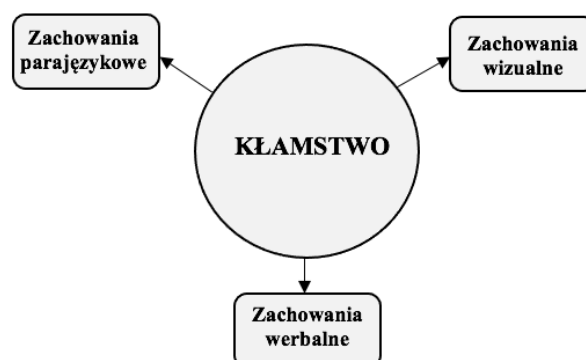 Zachowania
parajęzykowe
Zachowania
wizualne
KŁAMSTWO
Zachowania
werbalne